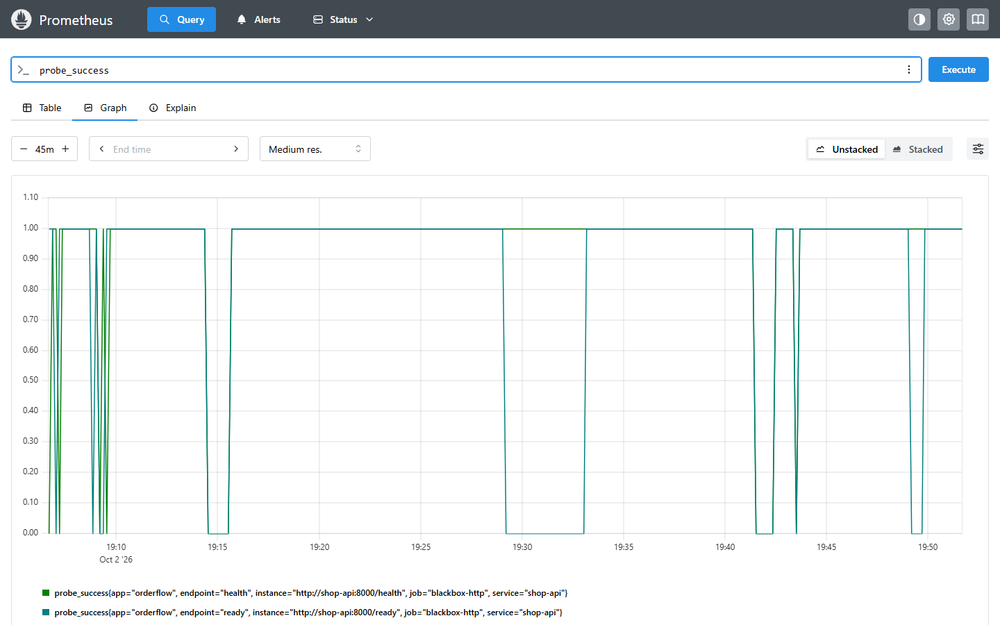 Prometheus
Query
Alerts
Status
probe_success
Execute
Table
Graph
Explain
45m
End time
Medium res.
Unstacked
Stacked
1.10
1.00
0.90
0.80
0.70
0.60
0.50
0.40
0.30
0.20
0.10
0.00
19:10
19:15
19:20
19:25
19:30
19:35
19:40
19:45
19:50
Oct 2 '26
probe_success{app="orderflow", endpoint="health", instance="http://shop-api:8000/health", job="blackbox-http", service="shop-api"}
probe_success{app="orderflow", endpoint="ready", instance="http://shop-api:8000/ready", job="blackbox-http", service="shop-api"}